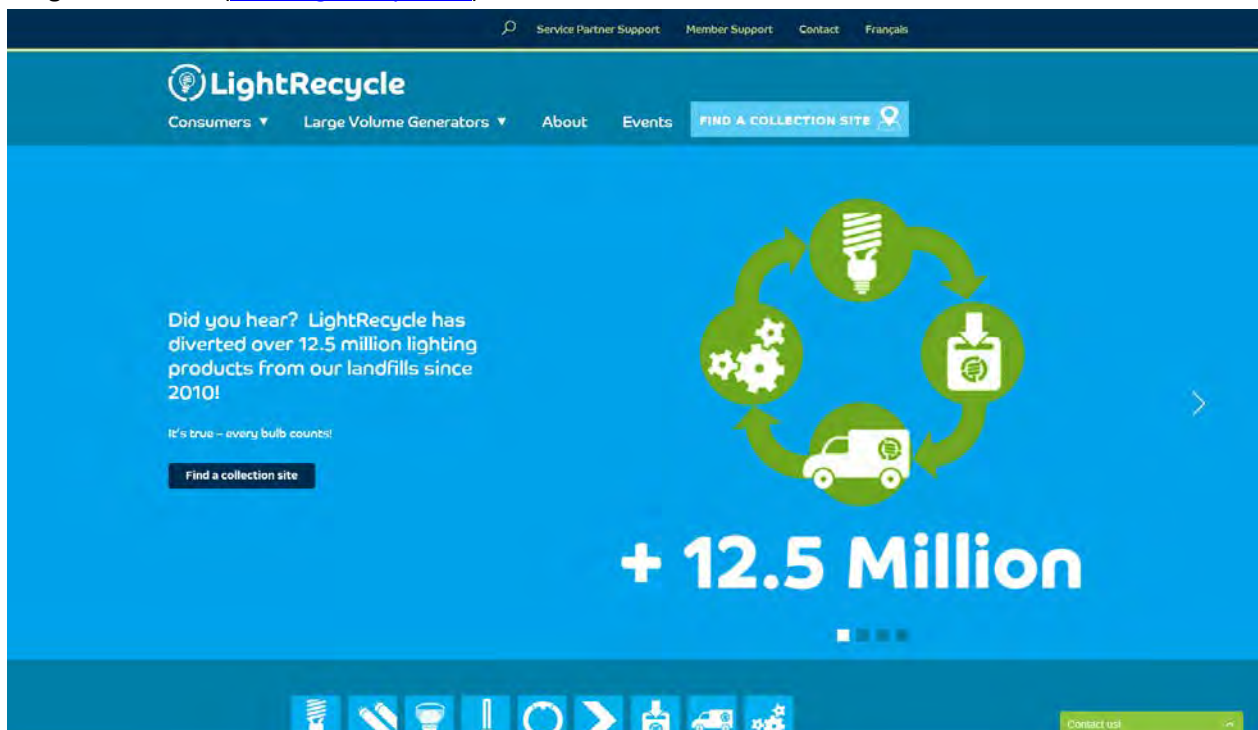 Service Partner Support Member Support Contact Français
LightRecycle
Consumers Large Volume Generators About Events FIND A COLLECTION SITE
Did you hear? LightRecycle has
diverted over 12.5 million lighting
products from our landfills since
2010!
It's true – every bulb counts!
Find a collection site
+ 12.5 Million
Contact us!